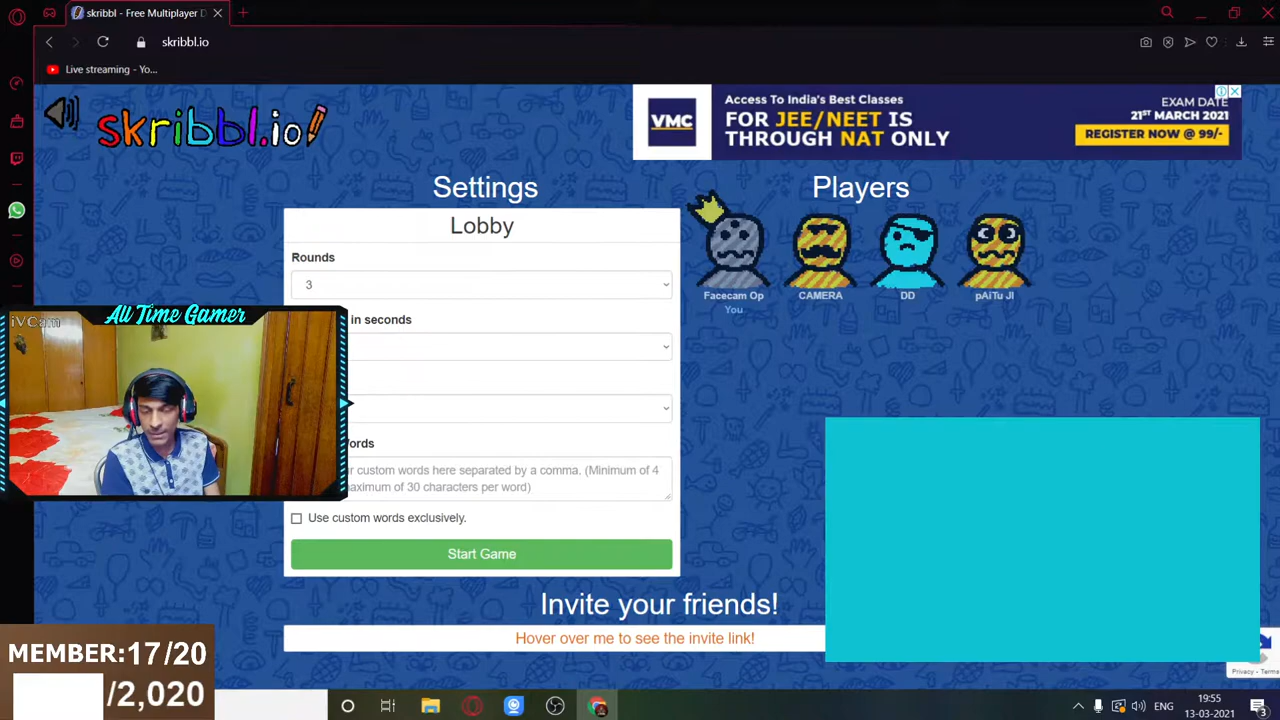 skribbl - Free Multiplayer D
skribbl.io
Live streaming - Yo...
skribbl.io
VMC
Access To India's Best Classes
FOR JEE/NEET IS
THROUGH NAT ONLY
EXAM DATE
21ST MARCH 2021
REGISTER NOW @ 99/-
Settings
Players
Lobby
Rounds
3
Facecam Op
You
CAMERA
DD
pAiTu JI
All Time Gamer
iVCam
in seconds
custom words here separated by a comma. (Minimum of 4
of 30 characters per word)
Use custom words exclusively.
Start Game
Invite your friends!
Hover over me to see the invite link!
MEMBER:17/20
/2,020
Privacy - Terms
ENG
19:55
13-03-2021
3